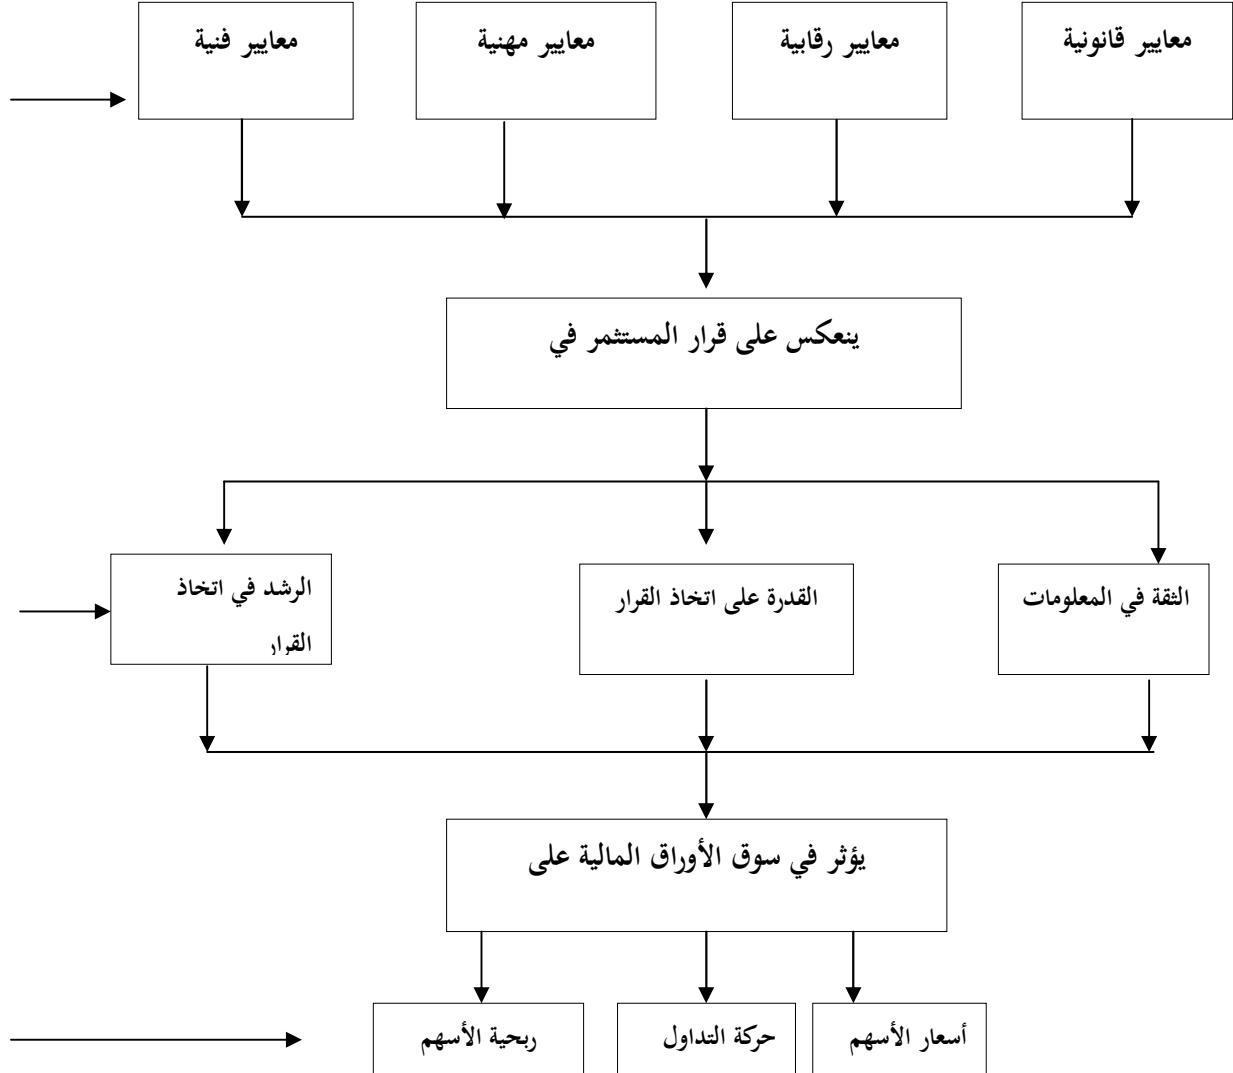 معايير قانونية
معايير رقابية
معايير مهنية
معايير فنية
ينعكس على قرار المستثمر في
الثقة في المعلومات
القدرة على اتخاذ القرار
الرشد في اتخاذ
القرار
يؤثر في سوق الأوراق المالية على
أسعار الأسهم
حركة التداول
ربحية الأسهم